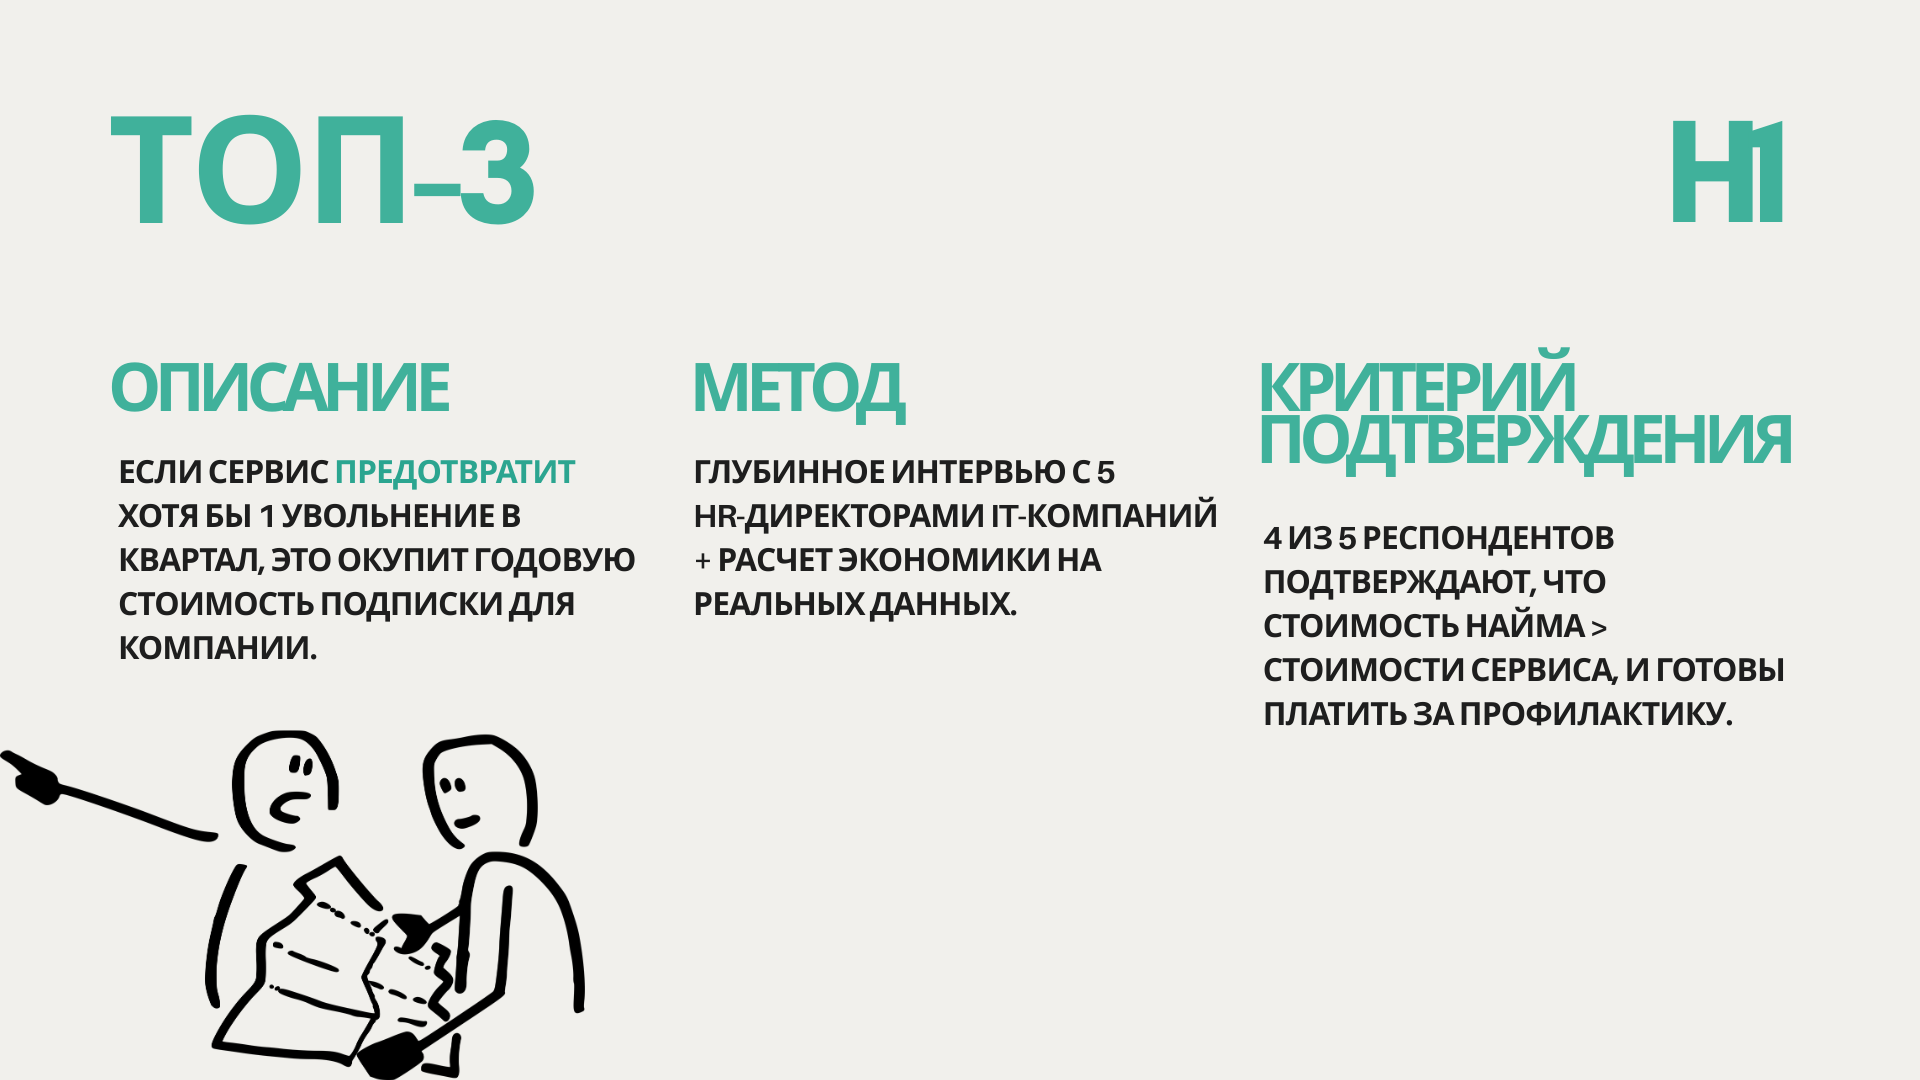 ТОП-3
H1
ОПИСАНИЕ
ЕСЛИ СЕРВИС ПРЕДОТВРАТИТ
ХОТЯ БЫ 1 УВОЛЬНЕНИЕ В
КВАРТАЛ, ЭТО ОКУПИТ ГОДОВУЮ
СТОИМОСТЬ ПОДПИСКИ ДЛЯ
КОМПАНИИ.
МЕТОД
ГЛУБИННОЕ ИНТЕРВЬЮ С 5
HR-ДИРЕКТОРАМИ IT-КОМПАНИЙ
+ РАСЧЕТ ЭКОНОМИКИ НА
РЕАЛЬНЫХ ДАННЫХ.
КРИТЕРИЙ
ПОДТВЕРЖДЕНИЯ
4 ИЗ 5 РЕСПОНДЕНТОВ
ПОДТВЕРЖДАЮТ, ЧТО
СТОИМОСТЬ НАЙМА >
СТОИМОСТИ СЕРВИСА, И ГОТОВЫ
ПЛАТИТЬ ЗА ПРОФИЛАКТИКУ.